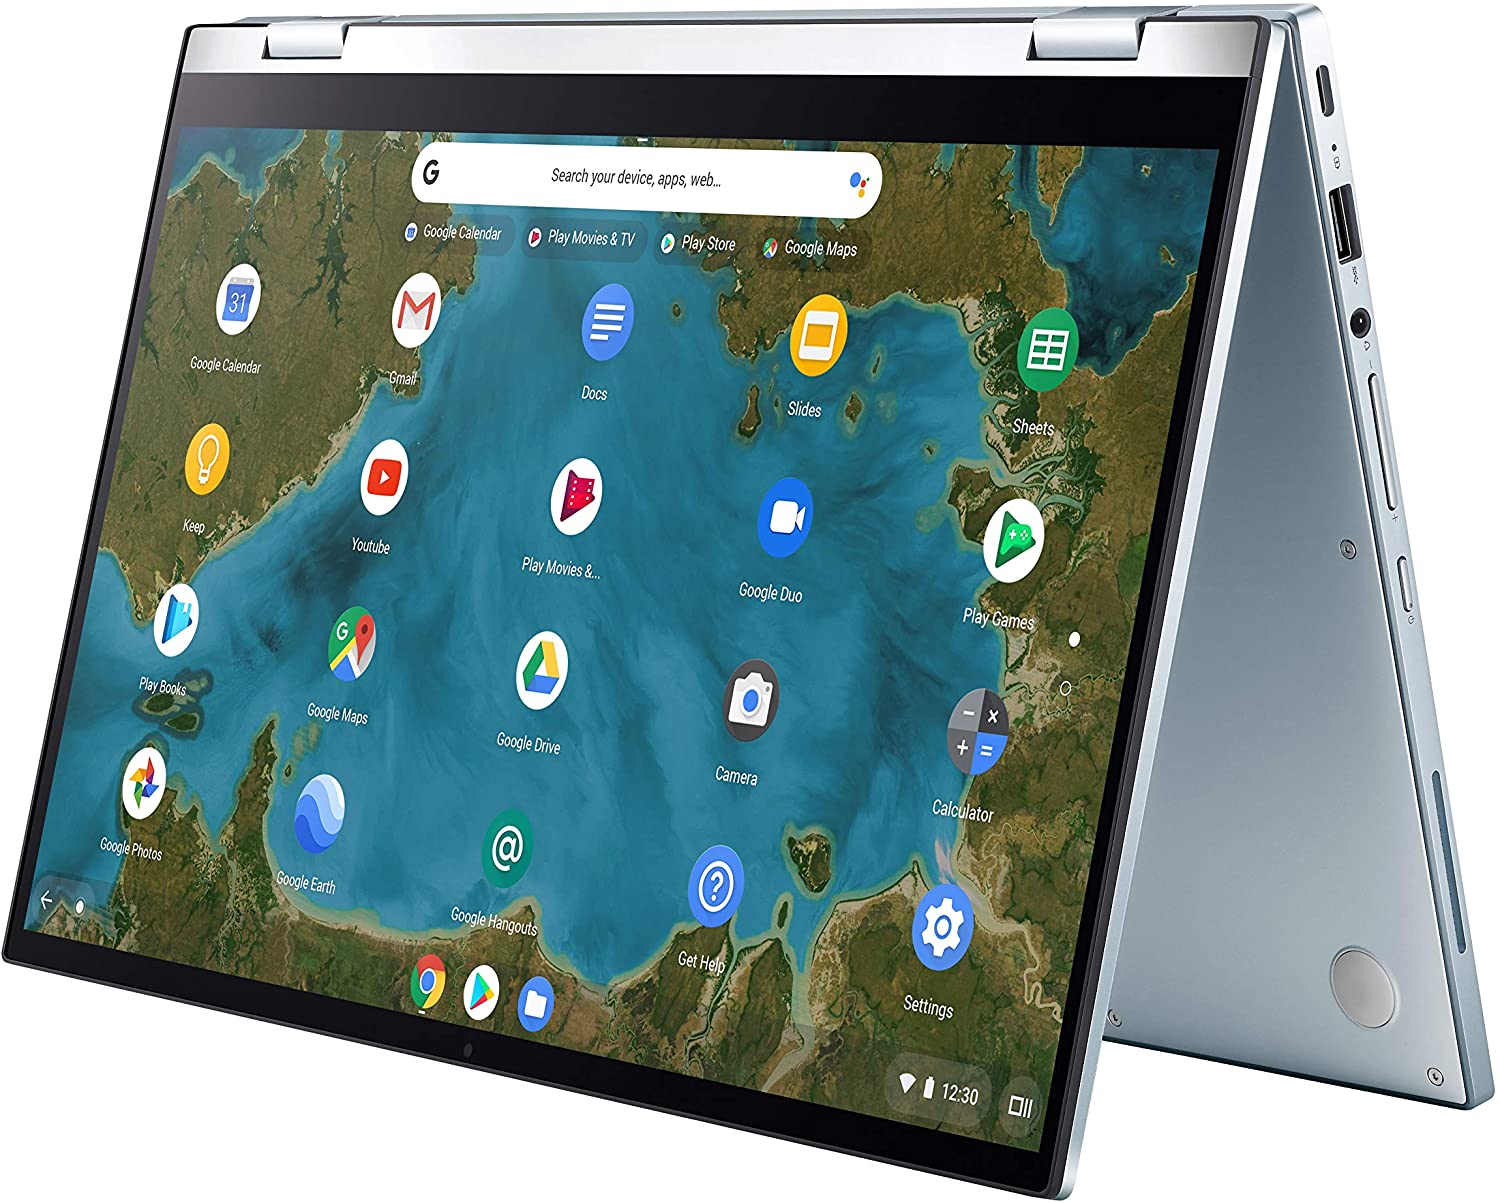 G
Search your device, apps, web...
Google Calendar
Play Movies & TV
Play Store
Google Maps
31
Google Calendar
Gmail
Docs
Slides
Sheets
Keep
Youtube
Play Movies &...
Google Duo
Play Games
Play Books
G
Google Maps
Google Drive
Camera
Calculator
Google Photos
Google Earth
@
Google Hangouts
?
Get Help
Settings
12:30